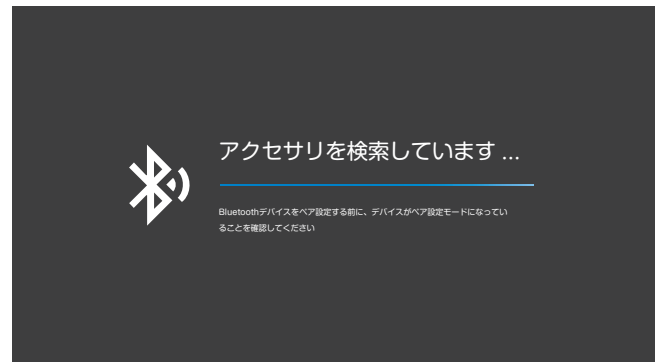 アクセサリを検索しています ...
Bluetoothデバイスをペア設定する前に、デバイスがペア設定モードになってい
ることを確認してください